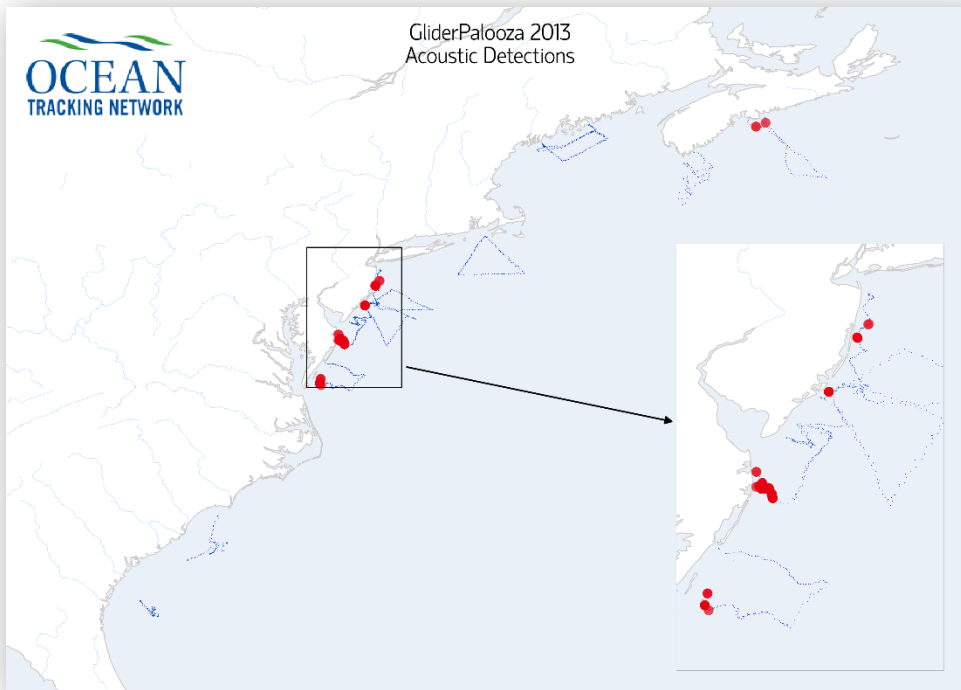 OCEAN
TRACKING NETWORK
GliderPalooza 2013
Acoustic Detections